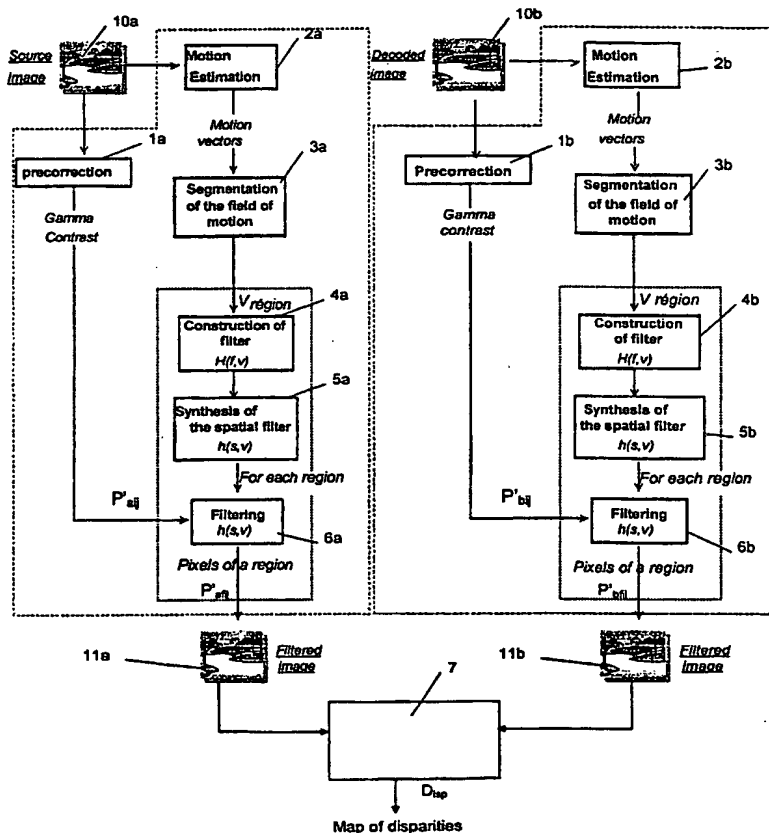 10a
Source
Image
2a
Motion
Estimation
Motion
vectors
1a
precorrection
Gamma
Contrast
3a
Segmentation
of the field of
motion
V région
4a
Construction of
filter
H(f,v)
5a
Synthesis of
the spatial filter
h(s,v)
For each region
P'aij
Filtering
h(s,v)
6a
Pixels of a region
11a
Filtered
Image
10b
Decoded
image
Motion
Estimation
2b
Motion
vectors
1b
Precorrection
Gamma
contrast
3b
Segmentation
of the field of
motion
V région
4b
Construction
of filter
H(f,v)
Synthesis of
the spatial filter
h(s,v)
5b
For each region
P'bij
Filtering
h(s,v)
6b
Pixels of a region
11b
Filtered
Image
7
Map of disparities